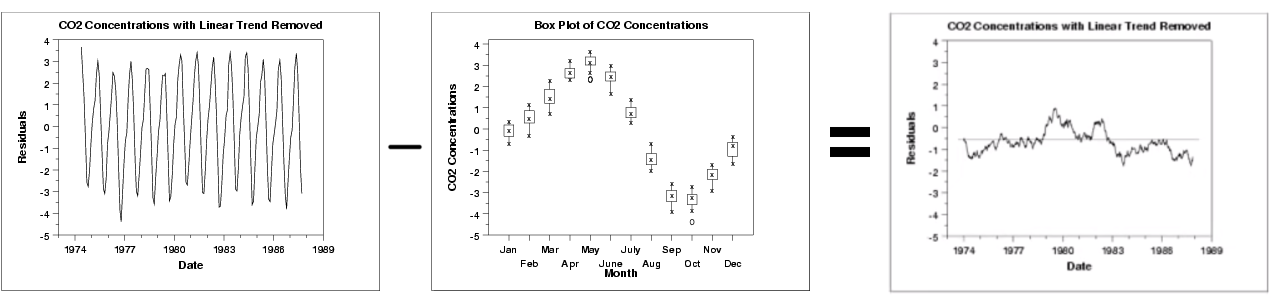 CO2 Concentrations with Linear Trend Removed
4
3
2
1
0
-1
-2
-3
-4
-5
Residuals
1974 1977 1980 1983 1986 1989
Date
Box Plot of CO2 Concentrations
4
3
2
1
0
-1
-2
-3
-4
-5
CO2 Concentrations
Jan Mar May July Sep Nov
Feb Apr June Aug Oct Dec
Month
CO2 Concentrations with Linear Trend Removed
4
3
2
1
0
-1
-2
-3
-4
-5
Residuals
1974 1977 1980 1983 1986 1989
Date